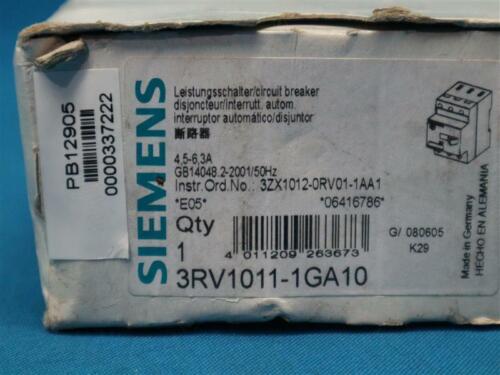 PB12905
0000337222
SIEMENS
Leistungsschalter/circuit breaker
disjoncteur/interrutt. autom.
interruptor automático/disjuntor
断路器
4,5-6,3A
GB14048.2-2001/50Hz
Instr.Ord.No.: 3ZX1012-0RV01-1AA1
*E05* *06416786*
Qty
1
4 011209 263673
3RV1011-1GA10
G/ 080605
K29
Made in Germany
HECHO EN ALEMANIA